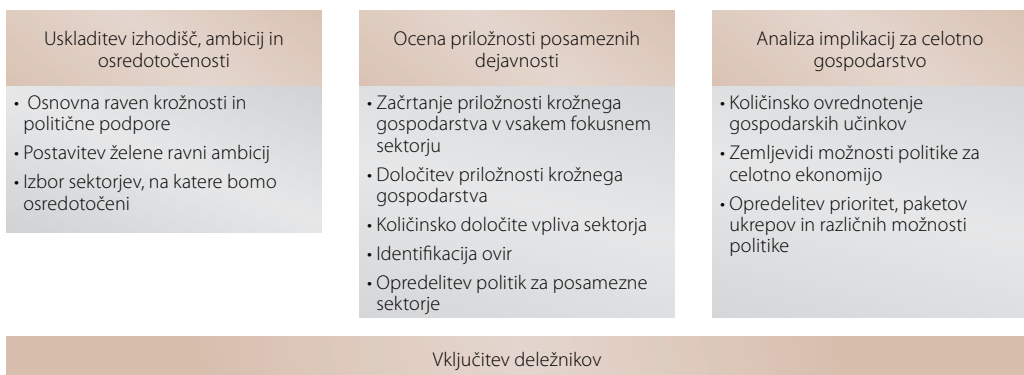 Uskladitev izhodišč, ambicij in
osredotočenosti
• Osnovna raven krožnosti in
politične podpore
• Postavitev želene ravni ambicij
• Izbor sektorjev, na katere bomo
osredotočeni
Ocena priložnosti posameznih
dejavnosti
• Začrtanje priložnosti krožnega
gospodarstva v vsakem fokusnem
sektorju
• Določitev priložnosti krožnega
gospodarstva
• Količinsko določite vpliva sektorja
• Identifikacija ovir
• Opredelitev politik za posamezne
sektorje
Analiza implikacij za celotno
gospodarstvo
• Količinsko ovrednotenje
gospodarskih učinkov
• Zemljevidi možnosti politike za
celotno ekonomijo
• Opredelitev prioritet, paketov
ukrepov in različnih možnosti
politike
Vključitev deležnikov